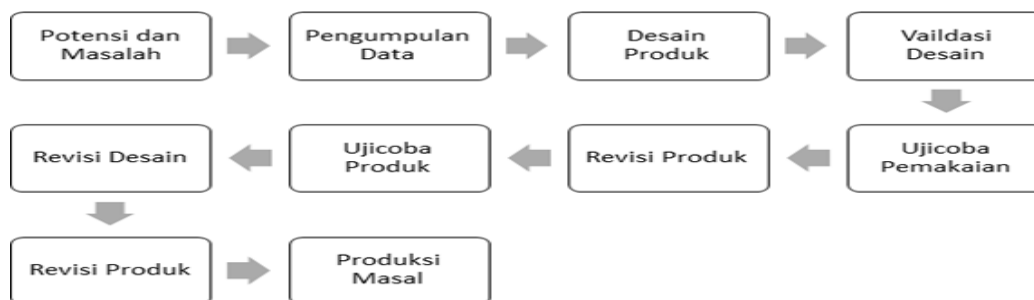 Potensi dan
Masalah
Pengumpulan
Data
Desain
Produk
Vaildasi
Desain
Ujicoba
Pemakaian
Revisi Produk
Ujicoba
Produk
Revisi Desain
Revisi Produk
Produksi
Masal